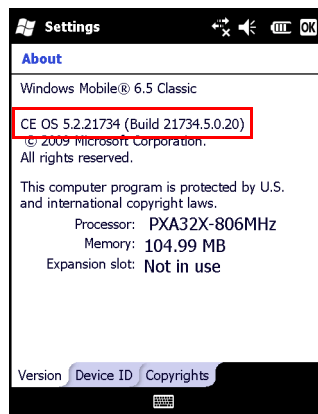 Settings
OK
About
Windows Mobile® 6.5 Classic
CE OS 5.2.21734 (Build 21734.5.0.20)
© 2009 Microsoft Corporation.
All rights reserved.
This computer program is protected by U.S.
and international copyright laws.
Processor: PXA32X-806MHz
Memory: 104.99 MB
Expansion slot: Not in use
Version Device ID Copyrights